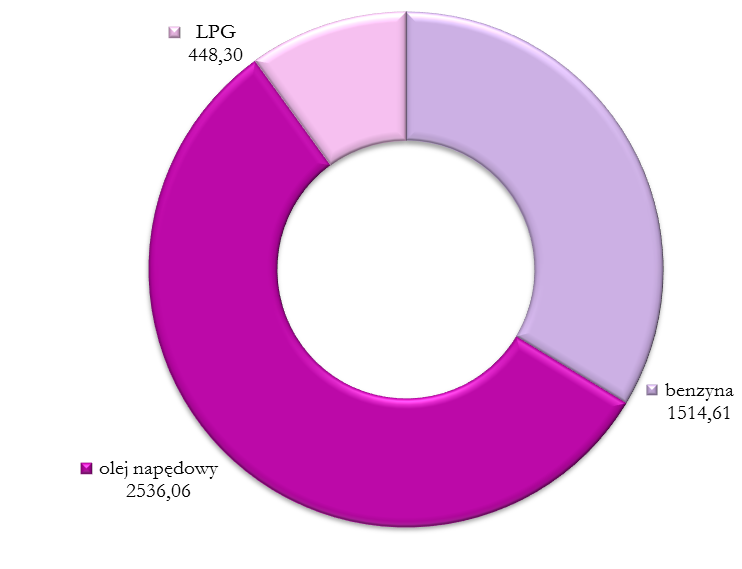 LPG
448,30
benzyna
1514,61
olej napędowy
2536,06